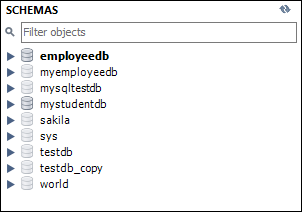 SCHEMAS
Filter objects
employeedb
myemployeedb
mysqltestdb
mystudentdb
sakila
sys
testdb
testdb_copy
world